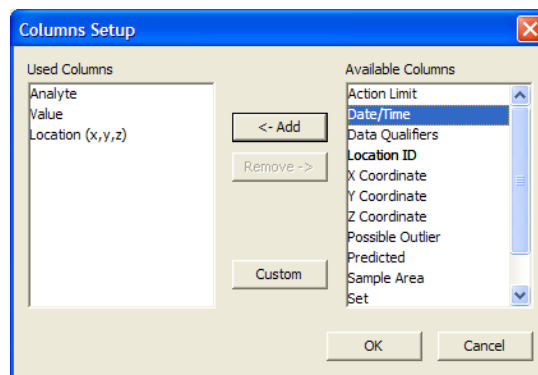 Columns Setup
Used Columns
Analyte
Value
Location (x,y,z)
<- Add
Remove ->
Custom
Available Columns
Action Limit
Date/Time
Data Qualifiers
Location ID
X Coordinate
Y Coordinate
Z Coordinate
Possible Outlier
Predicted
Sample Area
Set
OK
Cancel